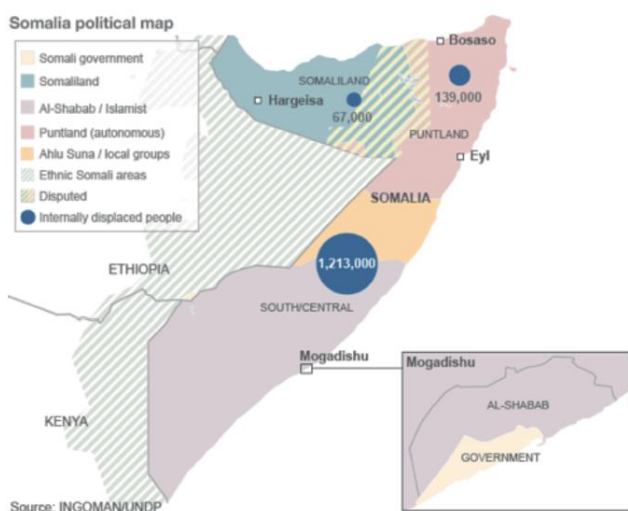 Somalia political map
Somali government
Somaliland
Al-Shabab / Islamist
Puntland (autonomous)
Ahlu Suna / local groups
Ethnic Somali areas
Disputed
Internally displaced people
Bosaso
SOMALILAND
139,000
Hargeisa
67,000
PUNTLAND
Eyl
SOMALIA
1,213,000
ETHIOPIA
SOUTH/CENTRAL
Mogadishu
Mogadishu
AL-SHABAB
KENYA
GOVERNMENT
Source: INGOMAN/UNDP